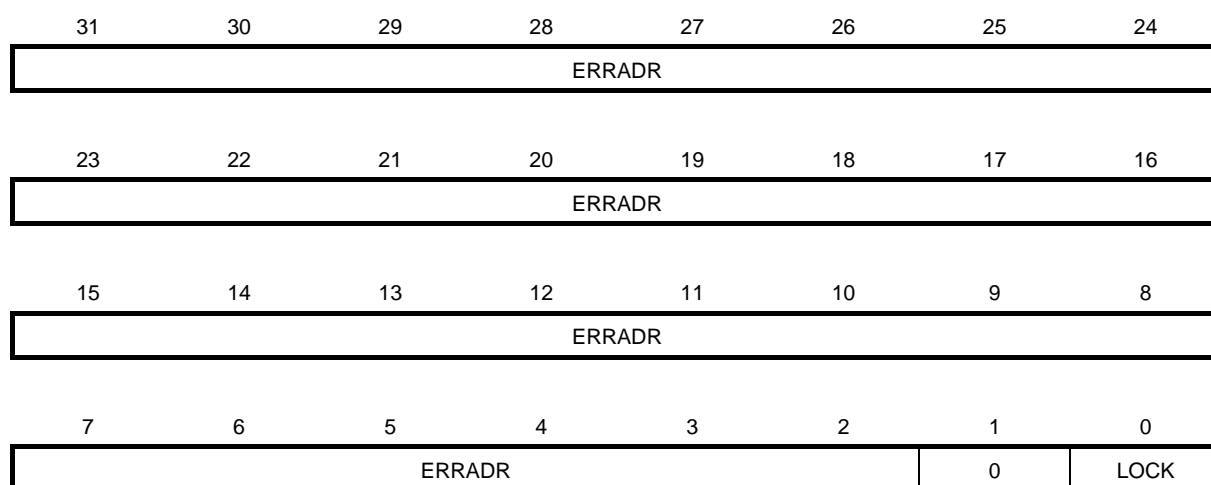 31 30 29 28 27 26 25 24
ERRADR
23 22 21 20 19 18 17 16
ERRADR
15 14 13 12 11 10 9 8
ERRADR
7 6 5 4 3 2 1 0
ERRADR 0 LOCK